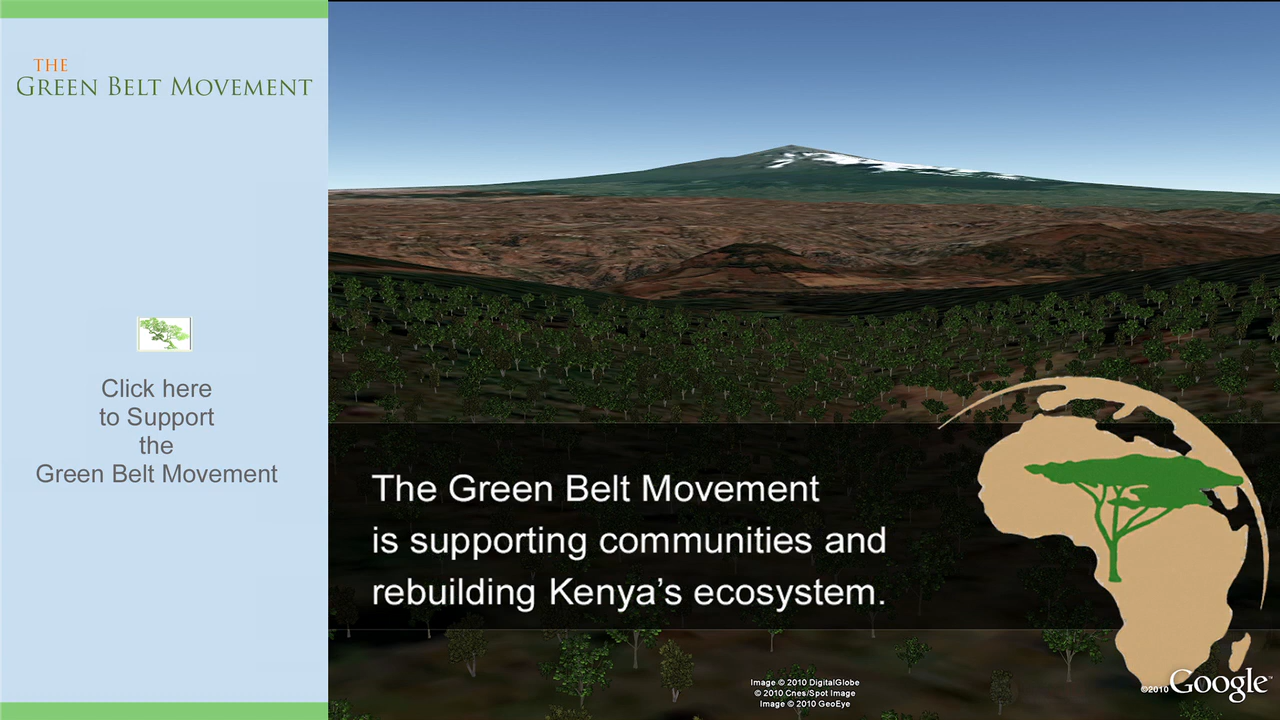 THE
GREEN BELT MOVEMENT
Click here
to Support
the
Green Belt Movement
The Green Belt Movement
is supporting communities and
rebuilding Kenya's ecosystem.
Image © 2010 DigitalGlobe
© 2010 Cnes/Spot Image
Image © 2010 GeoEye
©2010 Google™